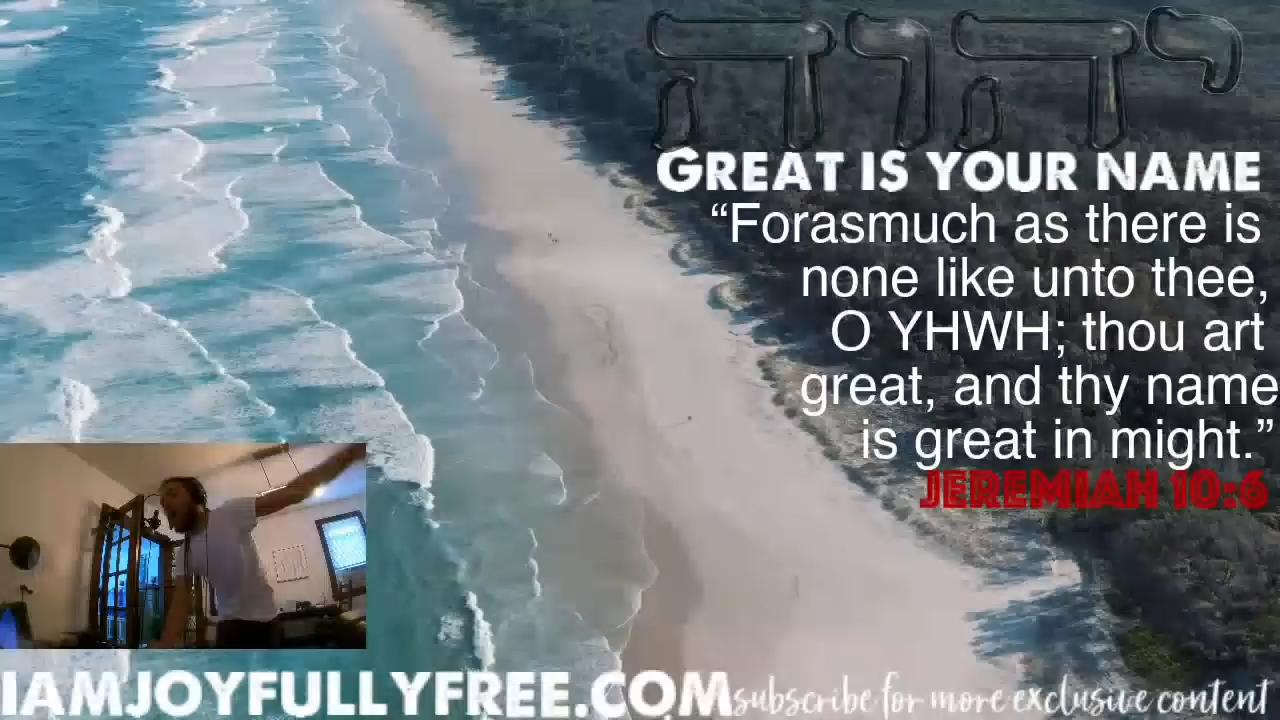 יהוה
GREAT IS YOUR NAME
“Forasmuch as there is
none like unto thee,
O YHWH; thou art
great, and thy name
is great in might.”
JEREMIAH 10:6
IAMJOYFULLYFREE.COM subscribe for more exclusive content